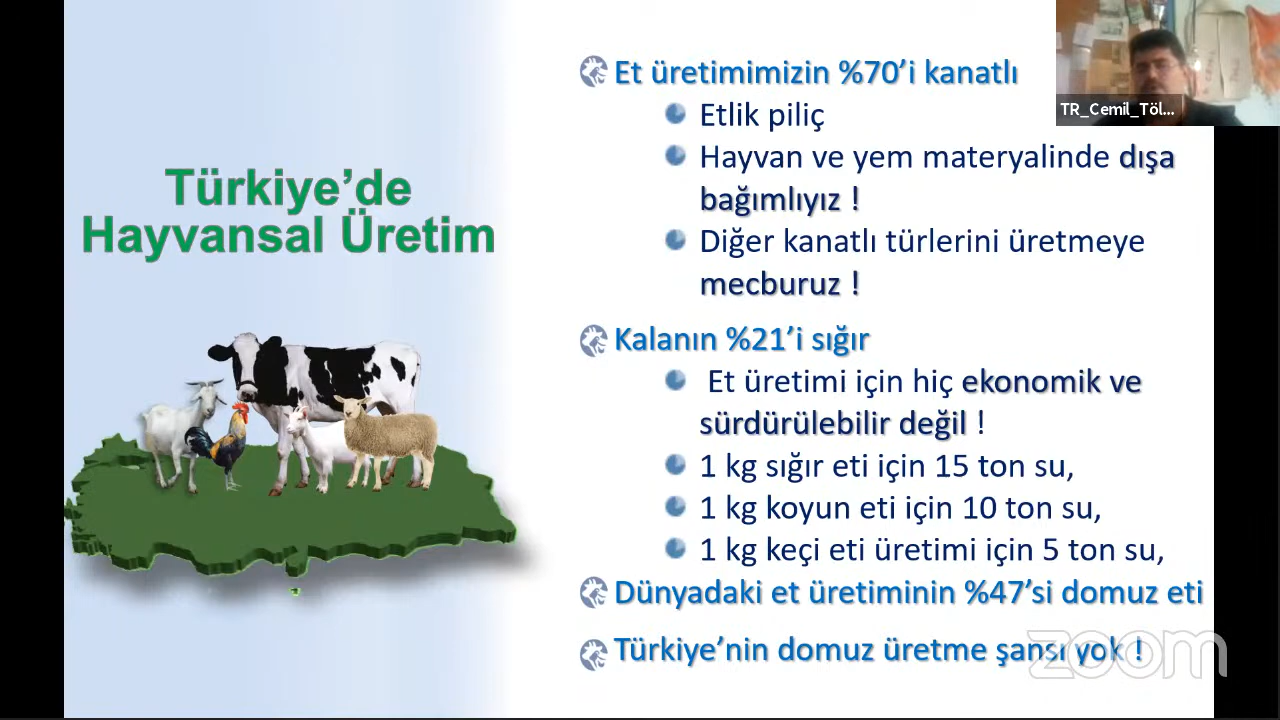 Türkiye’de
Hayvansal Üretim
Et üretimimizin %70’i kanatlı
Etlik piliç
Hayvan ve yem materyalinde dışa
bağımlıyız !
Diğer kanatlı türlerini üretmeye
mecburuz !
Kalanın %21’i sığır
Et üretimi için hiç ekonomik ve
sürdürülebilir değil !
1 kg sığır eti için 15 ton su,
1 kg koyun eti için 10 ton su,
1 kg keçi eti üretimi için 5 ton su,
Dünyadaki et üretiminin %47’si domuz eti
Türkiye’nin domuz üretme şansı yok !
TR_Cemil_Töl...
zoom